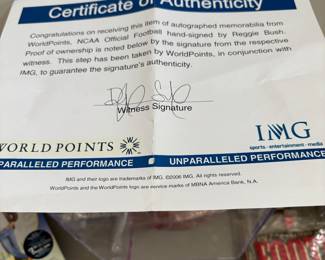 Certificate of Authenticity
Congratulations on receiving this item of autographed memorabilia from
WorldPoints, NCAA Official Football hand-signed by Reggie Bush.
Proof of ownership is noted below by the signature from the respective
witness. This step has been taken by WorldPoints, in conjunction with
IMG, to guarantee the signature's authenticity.
Witness Signature
WORLD POINTS
IMG
sports · entertainment · media
UNPARALLELED PERFORMANCE UNPARALLELED PERFORMANCE
IMG and their logo are trademarks of IMG. ©2006 IMG. All rights reserved.
WorldPoints and the WorldPoints logo are service marks of MBNA America Bank, N.A.